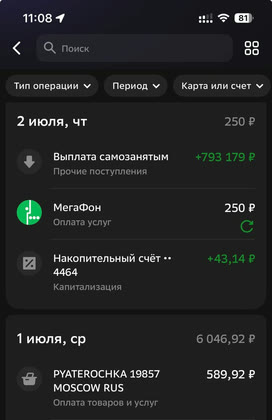 11:08
81
Поиск
Тип операции
Период
Карта или счет
2 июля, чт
250 ₽
Выплата самозанятым
+793 179 ₽
Прочие поступления
МегаФон
250 ₽
Оплата услуг
Накопительный счёт ••
+43,14 ₽
4464
Капитализация
1 июля, ср
6 046,92 ₽
PYATEROCHKA 19857
589,92 ₽
MOSCOW RUS
Оплата товаров и услуг